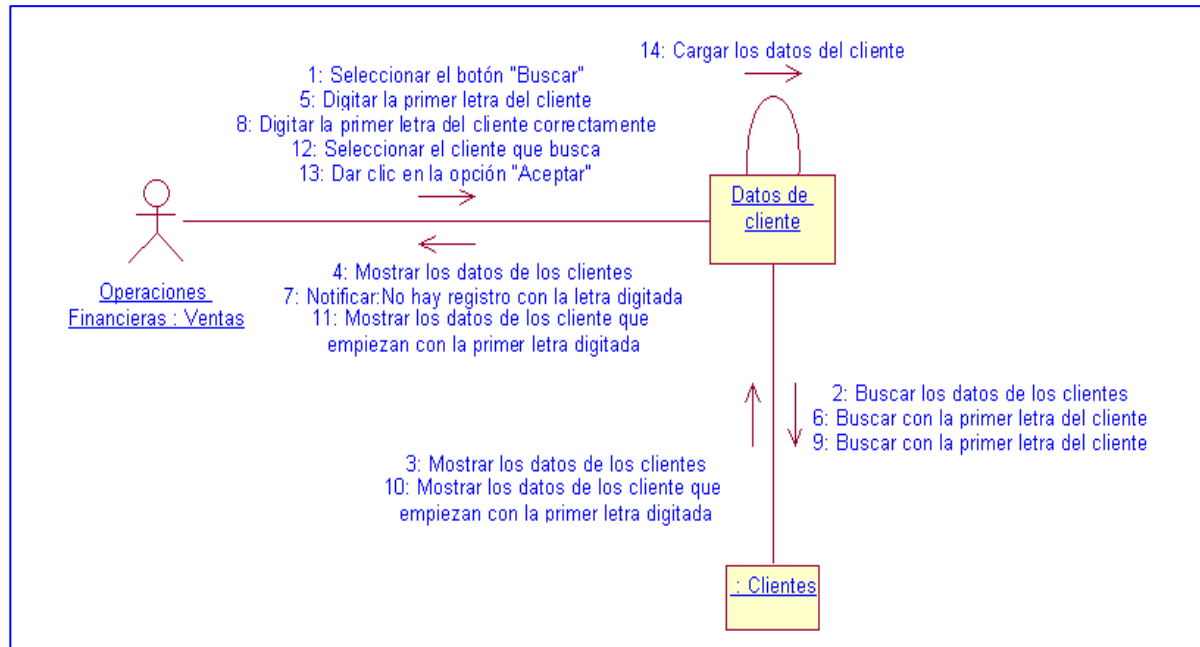 14: Cargar los datos del cliente
1: Seleccionar el botón "Buscar"
5: Digitar la primer letra del cliente
8: Digitar la primer letra del cliente correctamente
12: Seleccionar el cliente que busca
13: Dar clic en la opción "Aceptar"
Datos de
cliente
4: Mostrar los datos de los clientes
7: Notificar:No hay registro con la letra digitada
11: Mostrar los datos de los cliente que
empiezan con la primer letra digitada
Operaciones
Financieras : Ventas
2: Buscar los datos de los clientes
6: Buscar con la primer letra del cliente
9: Buscar con la primer letra del cliente
3: Mostrar los datos de los clientes
10: Mostrar los datos de los cliente que
empiezan con la primer letra digitada
: Clientes